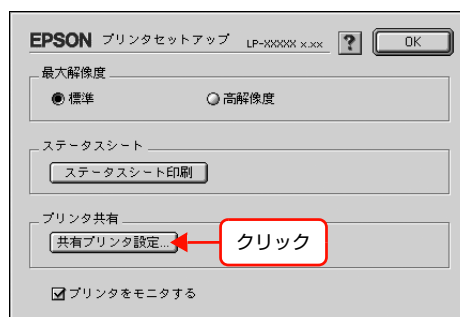 EPSON プリンタセットアップ LP-XXXXX x.xx ? OK
最大解像度
標準 高解像度
ステータスシート
ステータスシート印刷
プリンタ共有
共有プリンタ設定... クリック
プリンタをモニタする